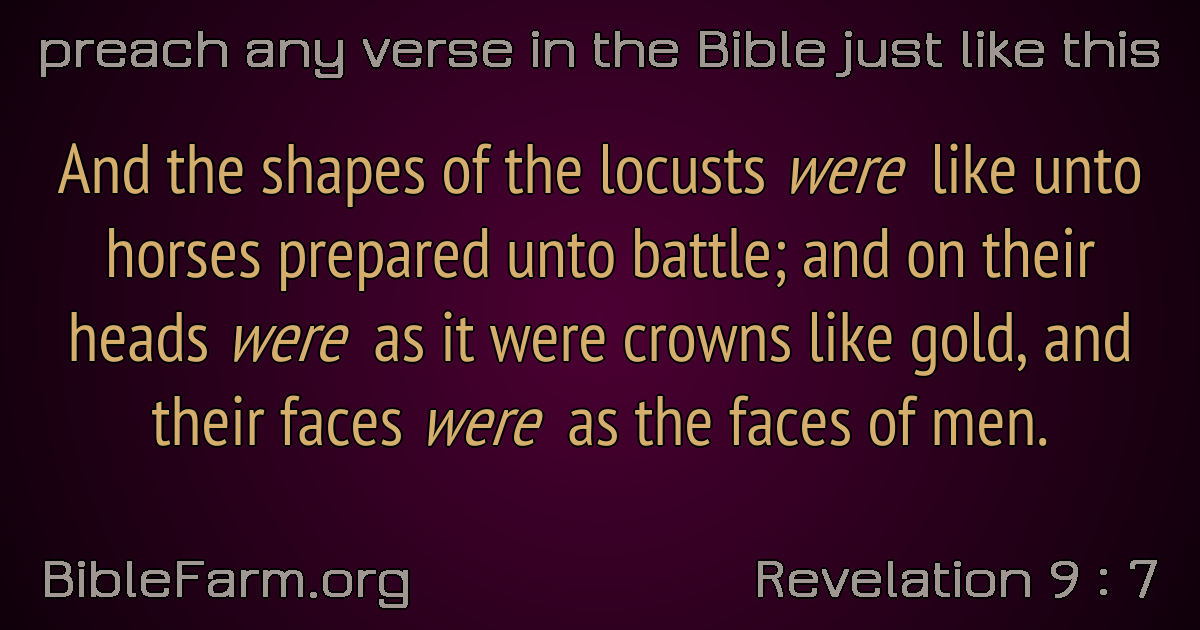 preach any verse in the Bible just like this
And the shapes of the locusts were like unto
horses prepared unto battle; and on their
heads were as it were crowns like gold, and
their faces were as the faces of men.
BibleFarm.org
Revelation 9 : 7